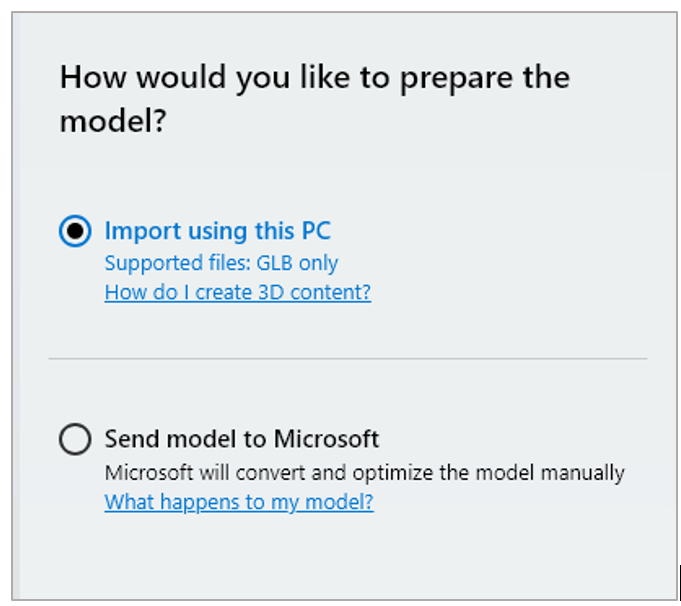 How would you like to prepare the
model?
Import using this PC
Supported files: GLB only
How do I create 3D content?
Send model to Microsoft
Microsoft will convert and optimize the model manually
What happens to my model?